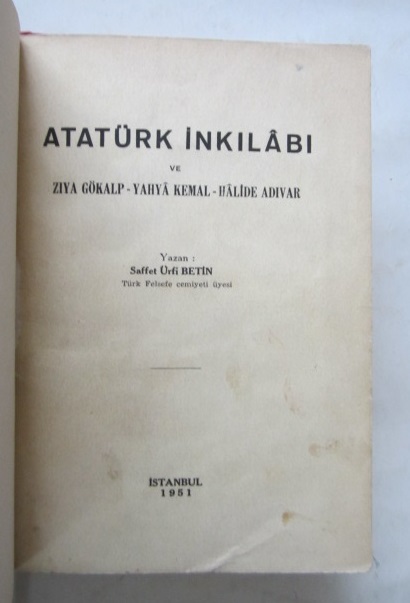 ATATÜRK İNKILÂBI
VE
ZIYA GÖKALP - YAHYÂ KEMAL - HÂLİDE ADIVAR
Yazan :
Saffet Ürfi BETİN
Türk Felsefe cemiyeti üyesi
İSTANBUL
1951